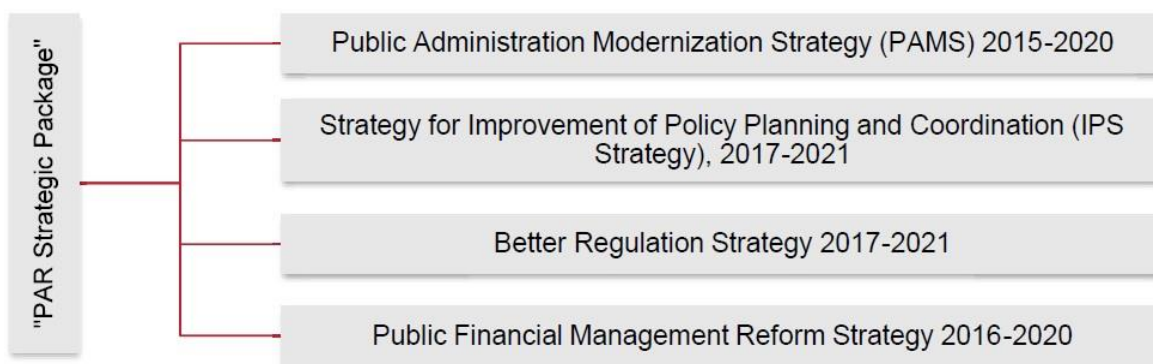 "PAR Strategic Package"
Public Administration Modernization Strategy (PAMS) 2015-2020
Strategy for Improvement of Policy Planning and Coordination (IPS
Strategy), 2017-2021
Better Regulation Strategy 2017-2021
Public Financial Management Reform Strategy 2016-2020